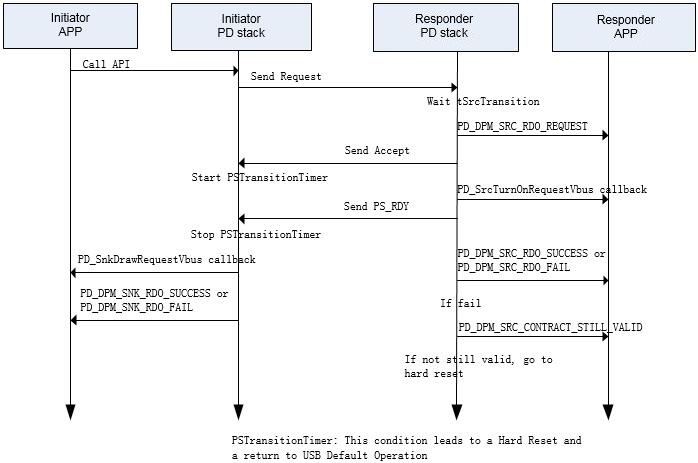 Initiator
APP
Initiator
PD stack
Responder
PD stack
Responder
APP
Call API
Send Request
Wait tSrcTransition
PD_DPM_SRC_RDO_REQUEST
Send Accept
Start PSTransitionTimer
PD_SrcTurnOnRequestVbus callback
Send PS_RDY
Stop PSTransitionTimer
PD_SnkDrawRequestVbus callback
PD_DPM_SRC_RDO_SUCCESS or
PD_DPM_SRC_RDO_FAIL
PD_DPM_SNK_RDO_SUCCESS or
PD_DPM_SNK_RDO_FAIL
If fail
PD_DPM_SRC_CONTRACT_STILL_VALID
If not still valid, go to
hard reset
PSTransitionTimer: This condition leads to a Hard Reset and
a return to USB Default Operation